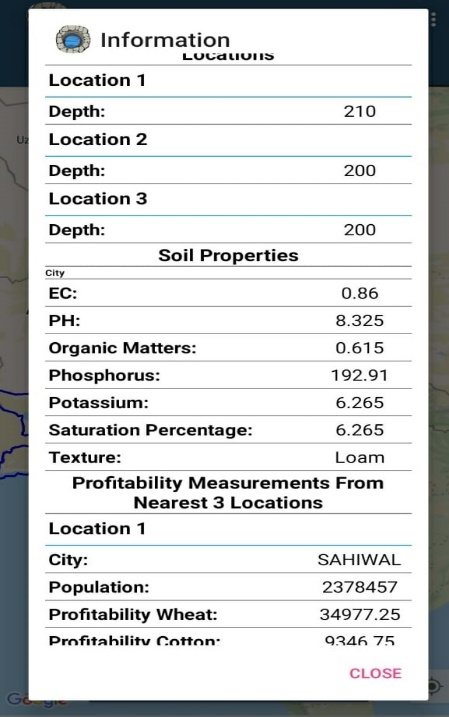 Information
Locations
Location 1
Depth: 210
Location 2
Depth: 200
Location 3
Depth: 200
Soil Properties
City
EC: 0.86
PH: 8.325
Organic Matters: 0.615
Phosphorus: 192.91
Potassium: 6.265
Saturation Percentage: 6.265
Texture: Loam
Profitability Measurements From
Nearest 3 Locations
Location 1
City: SAHIWAL
Population: 2378457
Profitability Wheat: 34977.25
Profitability Cotton: 9346.75
CLOSE
Google
Uz